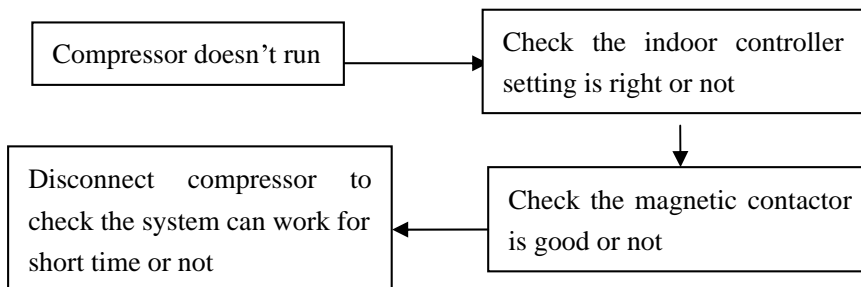 Compressor doesn’t run
Check the indoor controller
setting is right or not
Check the magnetic contactor
is good or not
Disconnect compressor to
check the system can work for
short time or not